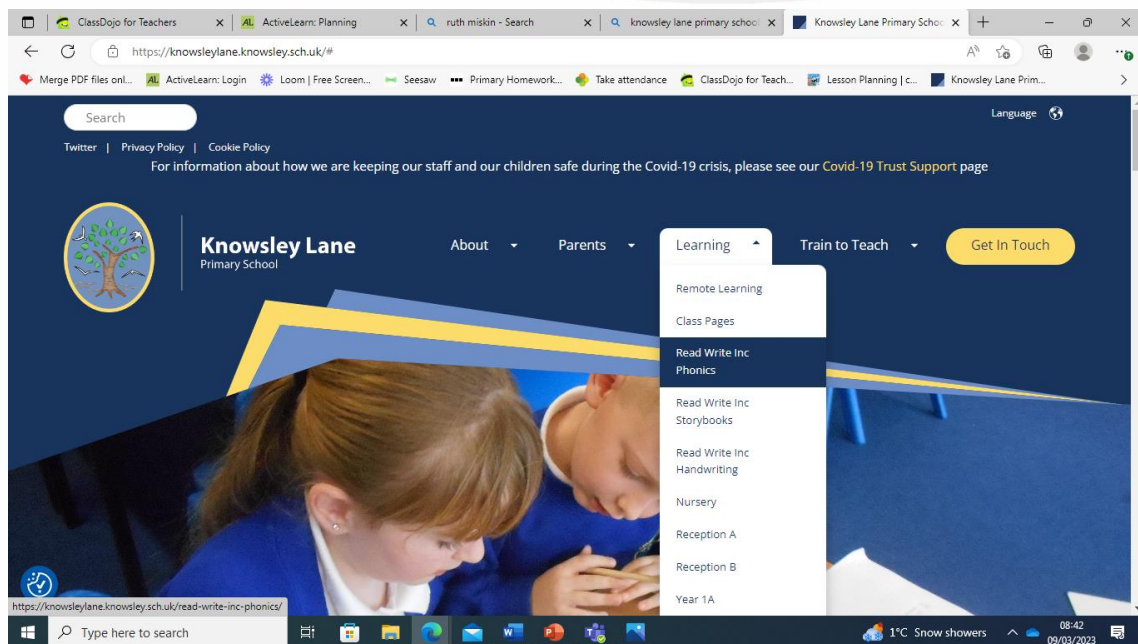 ClassDojo for Teachers
AL ActiveLearn: Planning
ruth miskin - Search
knowsley lane primary school
Knowsley Lane Primary Schoo
https://knowsleylane.knowsley.sch.uk/#
Merge PDF files onl...
AL ActiveLearn: Login
Loom | Free Screen...
Seesaw
Primary Homework...
Take attendance
ClassDojo for Teach...
Lesson Planning | c...
Knowsley Lane Prim...
Search
Language
Twitter | Privacy Policy | Cookie Policy
For information about how we are keeping our staff and our children safe during the Covid-19 crisis, please see our Covid-19 Trust Support page
Knowsley Lane
Primary School
About
Parents
Learning
Train to Teach
Get In Touch
Remote Learning
Class Pages
Read Write Inc
Phonics
Read Write Inc
Storybooks
Read Write Inc
Handwriting
Nursery
Reception A
Reception B
Year 1A
https://knowsleylane.knowsley.sch.uk/read-write-inc-phonics/
Type here to search
1°C Snow showers
08:42
09/03/2023